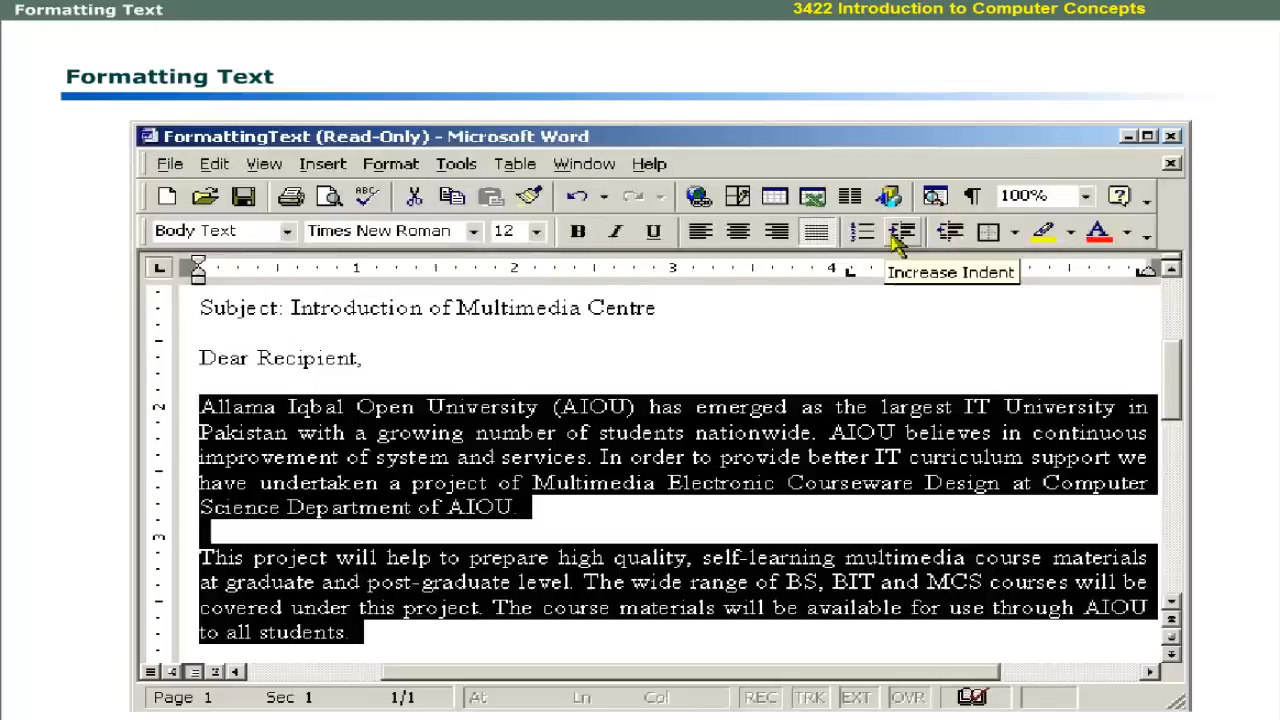 Formatting Text
3422 Introduction to Computer Concepts
Formatting Text
FormattingText (Read-Only) - Microsoft Word
File Edit View Insert Format Tools Table Window Help
ABC 100%
Body Text Times New Roman 12 B I U A
1 2 3 4
Increase Indent
Subject: Introduction of Multimedia Centre
Dear Recipient,
2
Allama Iqbal Open University (AIOU) has emerged as the largest IT University in
Pakistan with a growing number of students nationwide. AIOU believes in continuous
improvement of system and services. In order to provide better IT curriculum support we
have undertaken a project of Multimedia Electronic Courseware Design at Computer
Science Department of AIOU.
3
This project will help to prepare high quality, self-learning multimedia course materials
at graduate and post-graduate level. The wide range of BS, BIT and MCS courses will be
covered under this project. The course materials will be available for use through AIOU
to all students.
Page 1 Sec 1 1/1 At Ln Col REC TRK EXT OVR